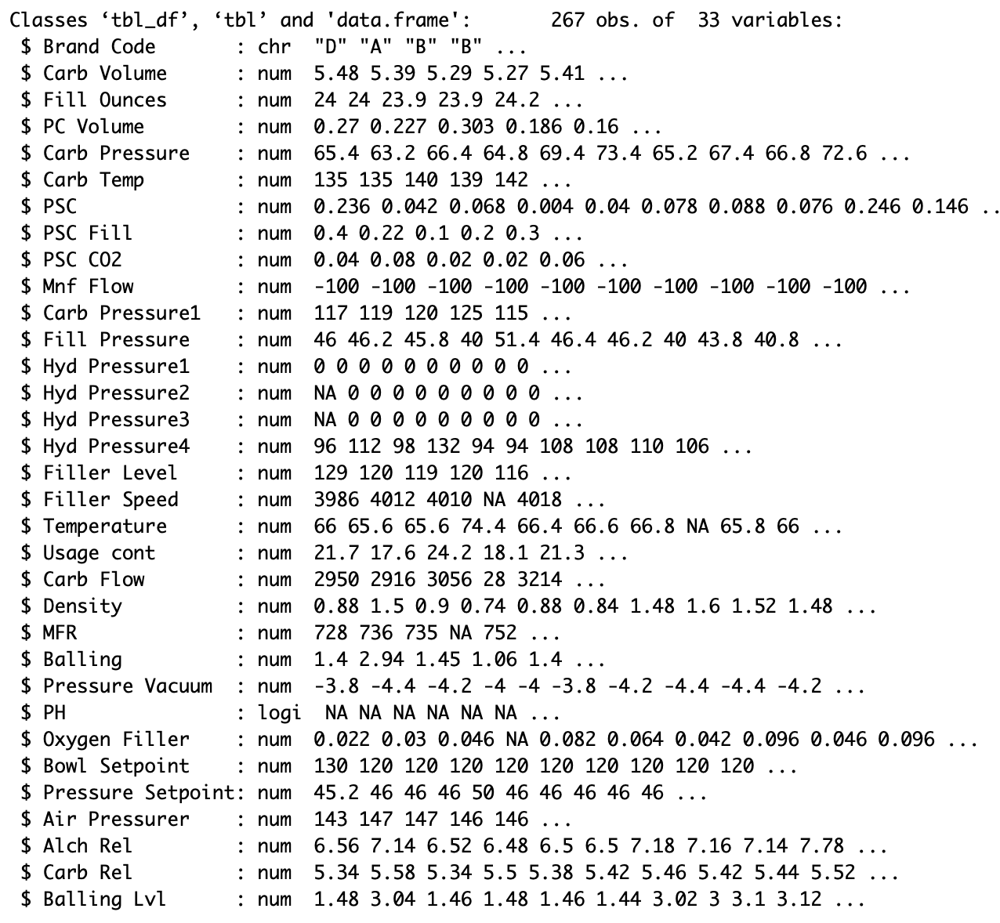 Classes ‘tbl_df’, ‘tbl’ and 'data.frame':	267 obs. of  33 variables:
 $ Brand Code       : chr  "D" "A" "B" "B" ...
 $ Carb Volume      : num  5.48 5.39 5.29 5.27 5.41 ...
 $ Fill Ounces      : num  24 24 23.9 23.9 24.2 ...
 $ PC Volume        : num  0.27 0.227 0.303 0.186 0.16 ...
 $ Carb Pressure    : num  65.4 63.2 66.4 64.8 69.4 73.4 65.2 67.4 66.8 72.6 ...
 $ Carb Temp        : num  135 135 140 139 142 ...
 $ PSC              : num  0.236 0.042 0.068 0.004 0.04 0.078 0.088 0.076 0.246 0.146 ..
 $ PSC Fill         : num  0.4 0.22 0.1 0.2 0.3 ...
 $ PSC CO2          : num  0.04 0.08 0.02 0.02 0.06 ...
 $ Mnf Flow         : num  -100 -100 -100 -100 -100 -100 -100 -100 -100 -100 ...
 $ Carb Pressure1   : num  117 119 120 125 115 ...
 $ Fill Pressure    : num  46 46.2 45.8 40 51.4 46.4 46.2 40 43.8 40.8 ...
 $ Hyd Pressure1    : num  0 0 0 0 0 0 0 0 0 0 ...
 $ Hyd Pressure2    : num  NA 0 0 0 0 0 0 0 0 0 ...
 $ Hyd Pressure3    : num  NA 0 0 0 0 0 0 0 0 0 ...
 $ Hyd Pressure4    : num  96 112 98 132 94 94 108 108 110 106 ...
 $ Filler Level     : num  129 120 119 120 116 ...
 $ Filler Speed     : num  3986 4012 4010 NA 4018 ...
 $ Temperature      : num  66 65.6 65.6 74.4 66.4 66.6 66.8 NA 65.8 66 ...
 $ Usage cont       : num  21.7 17.6 24.2 18.1 21.3 ...
 $ Carb Flow        : num  2950 2916 3056 28 3214 ...
 $ Density          : num  0.88 1.5 0.9 0.74 0.88 0.84 1.48 1.6 1.52 1.48 ...
 $ MFR              : num  728 736 735 NA 752 ...
 $ Balling          : num  1.4 2.94 1.45 1.06 1.4 ...
 $ Pressure Vacuum  : num  -3.8 -4.4 -4.2 -4 -4 -3.8 -4.2 -4.4 -4.4 -4.2 ...
 $ PH               : logi  NA NA NA NA NA NA ...
 $ Oxygen Filler    : num  0.022 0.03 0.046 NA 0.082 0.064 0.042 0.096 0.046 0.096 ...
 $ Bowl Setpoint    : num  130 120 120 120 120 120 120 120 120 120 ...
 $ Pressure Setpoint: num  45.2 46 46 46 50 46 46 46 46 46 ...
 $ Air Pressurer    : num  143 147 147 146 146 ...
 $ Alch Rel         : num  6.56 7.14 6.52 6.48 6.5 6.5 7.18 7.16 7.14 7.78 ...
 $ Carb Rel         : num  5.34 5.58 5.34 5.5 5.38 5.42 5.46 5.42 5.44 5.52 ...
 $ Balling Lvl      : num  1.48 3.04 1.46 1.48 1.46 1.44 3.02 3 3.1 3.12 ...